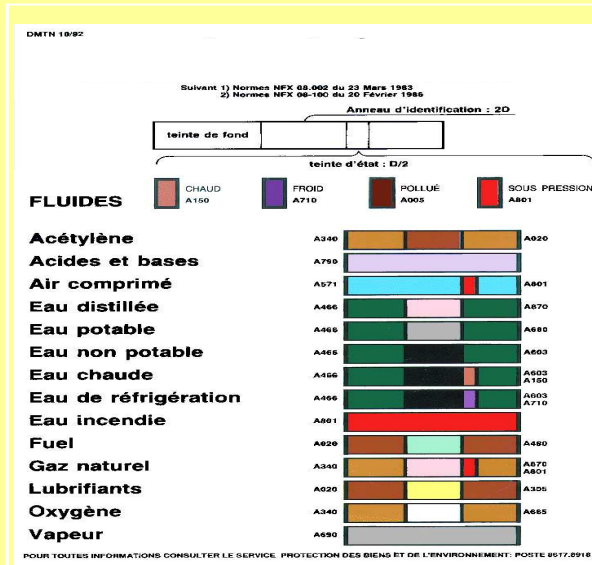 DMTN 10/92
Suivant 1) Normes NFX 08.002 du 23 Mars 1983
2) Normes NFX 08-100 du 20 Février 1986
Anneau d'identification : 2D
teinte de fond
teinte d'état : D/2
FLUIDES
CHAUD
A150
FROID
A710
POLLUÉ
A005
SOUS PRESSION
A801
Acétylène A340 A020
Acides et bases A790
Air comprimé A571 A801
Eau distillée A466 A870
Eau potable A466 A680
Eau non potable A466 A603
Eau chaude A466 A603 A150
Eau de réfrigération A466 A603 A710
Eau incendie A801
Fuel A020 A480
Gaz naturel A340 A870 A801
Lubrifiants A020 A305
Oxygène A340 A665
Vapeur A690
POUR TOUTES INFORMATIONS CONSULTER LE SERVICE PROTECTION DES BIENS ET DE L'ENVIRONNEMENT: POSTE 8617.8918